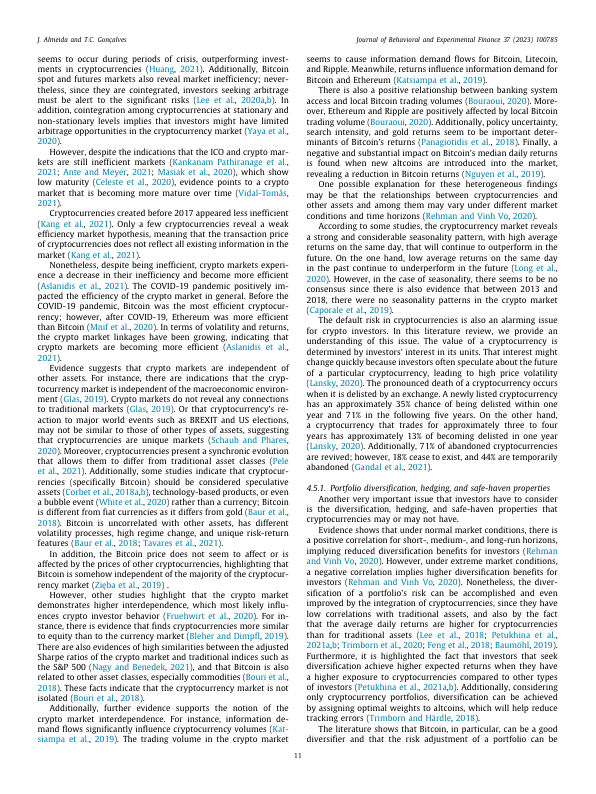 J. Almeida and T.C. Gonçalves
Journal of Behavioral and Experimental Finance 37 (2023) 100785
seems to occur during periods of crisis, outperforming invest-
ments in cryptocurrencies (Huang, 2021). Additionally, Bitcoin
spot and futures markets also reveal market inefficiency; never-
theless, since they are cointegrated, investors seeking arbitrage
must be alert to the significant risks (Lee et al., 2020a,b). In
addition, cointegration among cryptocurrencies at stationary and
non-stationary levels implies that investors might have limited
arbitrage opportunities in the cryptocurrency market (Yaya et al.,
2020).
However, despite the indications that the ICO and crypto mar-
kets are still inefficient markets (Kankanam Pathiranage et al.,
2021; Ante and Meyer, 2021; Masiak et al., 2020), which show
low maturity (Celeste et al., 2020), evidence points to a crypto
market that is becoming more mature over time (Vidal-Tomás,
2021).
Cryptocurrencies created before 2017 appeared less inefficient
(Kang et al., 2021). Only a few cryptocurrencies reveal a weak
efficiency market hypothesis, meaning that the transaction price
of cryptocurrencies does not reflect all existing information in the
market (Kang et al., 2021).
Nonetheless, despite being inefficient, crypto markets experi-
ence a decrease in their inefficiency and become more efficient
(Aslanidis et al., 2021). The COVID-19 pandemic positively im-
pacted the efficiency of the crypto market in general. Before the
COVID-19 pandemic, Bitcoin was the most efficient cryptocur-
rency; however, after COVID-19, Ethereum was more efficient
than Bitcoin (Mnif et al., 2020). In terms of volatility and returns,
the crypto market linkages have been growing, indicating that
crypto markets are becoming more efficient (Aslanidis et al.,
2021).
Evidence suggests that crypto markets are independent of
other assets. For instance, there are indications that the cryp-
tocurrency market is independent of the macroeconomic environ-
ment (Glas, 2019). Crypto markets do not reveal any connections
to traditional markets (Glas, 2019). Or that cryptocurrency's re-
action to major world events such as BREXIT and US elections,
may not be similar to those of other types of assets, suggesting
that cryptocurrencies are unique markets (Schaub and Phares,
2020). Moreover, cryptocurrencies present a synchronic evolution
that allows them to differ from traditional asset classes (Pele
et al., 2021). Additionally, some studies indicate that cryptocur-
rencies (specifically Bitcoin) should be considered speculative
assets (Corbet et al., 2018a,b), technology-based products, or even
a bubble event (White et al., 2020) rather than a currency; Bitcoin
is different from fiat currencies as it differs from gold (Baur et al.,
2018). Bitcoin is uncorrelated with other assets, has different
volatility processes, high regime change, and unique risk-return
features (Baur et al., 2018; Tavares et al., 2021).
In addition, the Bitcoin price does not seem to affect or is
affected by the prices of other cryptocurrencies, highlighting that
Bitcoin is somehow independent of the majority of the cryptocur-
rency market (Zięba et al., 2019) .
However, other studies highlight that the crypto market
demonstrates higher interdependence, which most likely influ-
ences crypto investor behavior (Fruehwirt et al., 2020). For in-
stance, there is evidence that finds cryptocurrencies more similar
to equity than to the currency market (Bleher and Dimpfl, 2019).
There are also evidences of high similarities between the adjusted
Sharpe ratios of the crypto market and traditional indices such as
the S&P 500 (Nagy and Benedek, 2021), and that Bitcoin is also
related to other asset classes, especially commodities (Bouri et al.,
2018). These facts indicate that the cryptocurrency market is not
isolated (Bouri et al., 2018).
Additionally, further evidence supports the notion of the
crypto market interdependence. For instance, information de-
mand flows significantly influence cryptocurrency volumes (Kat-
siampa et al., 2019). The trading volume in the crypto market
seems to cause information demand flows for Bitcoin, Litecoin,
and Ripple. Meanwhile, returns influence information demand for
Bitcoin and Ethereum (Katsiampa et al., 2019).
There is also a positive relationship between banking system
access and local Bitcoin trading volumes (Bouraoui, 2020). More-
over, Ethereum and Ripple are positively affected by local Bitcoin
trading volume (Bouraoui, 2020). Additionally, policy uncertainty,
search intensity, and gold returns seem to be important deter-
minants of Bitcoin's returns (Panagiotidis et al., 2018). Finally, a
negative and substantial impact on Bitcoin's median daily returns
is found when new altcoins are introduced into the market,
revealing a reduction in Bitcoin returns (Nguyen et al., 2019).
One possible explanation for these heterogeneous findings
may be that the relationships between cryptocurrencies and
other assets and among them may vary under different market
conditions and time horizons (Rehman and Vinh Vo, 2020).
According to some studies, the cryptocurrency market reveals
a strong and considerable seasonality pattern, with high average
returns on the same day, that will continue to outperform in the
future. On the one hand, low average returns on the same day
in the past continue to underperform in the future (Long et al.,
2020). However, in the case of seasonality, there seems to be no
consensus since there is also evidence that between 2013 and
2018, there were no seasonality patterns in the crypto market
(Caporale et al., 2019).
The default risk in cryptocurrencies is also an alarming issue
for crypto investors. In this literature review, we provide an
understanding of this issue. The value of a cryptocurrency is
determined by investors' interest in its units. That interest might
change quickly because investors often speculate about the future
of a particular cryptocurrency, leading to high price volatility
(Lansky, 2020). The pronounced death of a cryptocurrency occurs
when it is delisted by an exchange. A newly listed cryptocurrency
has an approximately 35% chance of being delisted within one
year and 71% in the following five years. On the other hand,
a cryptocurrency that trades for approximately three to four
years has approximately 13% of becoming delisted in one year
(Lansky, 2020). Additionally, 71% of abandoned cryptocurrencies
are revived; however, 18% cease to exist, and 44% are temporarily
abandoned (Gandal et al., 2021).
4.5.1. Portfolio diversification, hedging, and safe-haven properties
Another very important issue that investors have to consider
is the diversification, hedging, and safe-haven properties that
cryptocurrencies may or may not have.
Evidence shows that under normal market conditions, there is
a positive correlation for short-, medium-, and long-run horizons,
implying reduced diversification benefits for investors (Rehman
and Vinh Vo, 2020). However, under extreme market conditions,
a negative correlation implies higher diversification benefits for
investors (Rehman and Vinh Vo, 2020). Nonetheless, the diver-
sification of a portfolio's risk can be accomplished and even
improved by the integration of cryptocurrencies, since they have
low correlations with traditional assets, and also by the fact
that the average daily returns are higher for cryptocurrencies
than for traditional assets (Lee et al., 2018; Petukhina et al.,
2021a,b; Trimborn et al., 2020; Feng et al., 2018; Baumöhl, 2019).
Furthermore, it is highlighted the fact that investors that seek
diversification achieve higher expected returns when they have
a higher exposure to cryptocurrencies compared to other types
of investors (Petukhina et al., 2021a,b). Additionally, considering
only cryptocurrency portfolios, diversification can be achieved
by assigning optimal weights to altcoins, which will help reduce
tracking errors (Trimborn and Härdle, 2018).
The literature shows that Bitcoin, in particular, can be a good
diversifier and that the risk adjustment of a portfolio can be
11